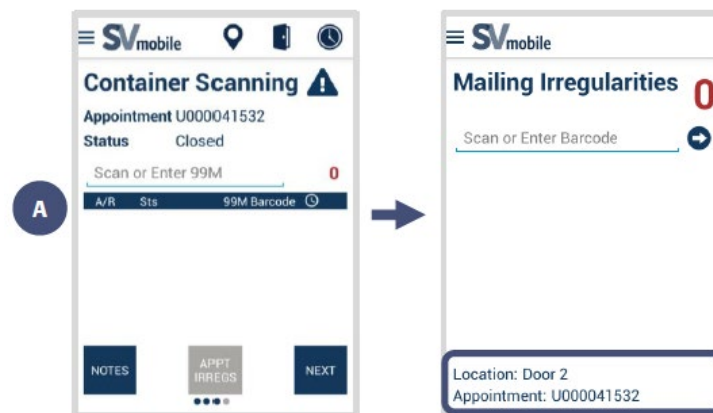 SVmobile
Container Scanning
Appointment U000041532
Status Closed
Scan or Enter 99M 0
A/R Sts 99M Barcode
NOTES
APPT IRREGS
NEXT
A
SVmobile
Mailing Irregularities 0
Scan or Enter Barcode
Location: Door 2
Appointment: U000041532